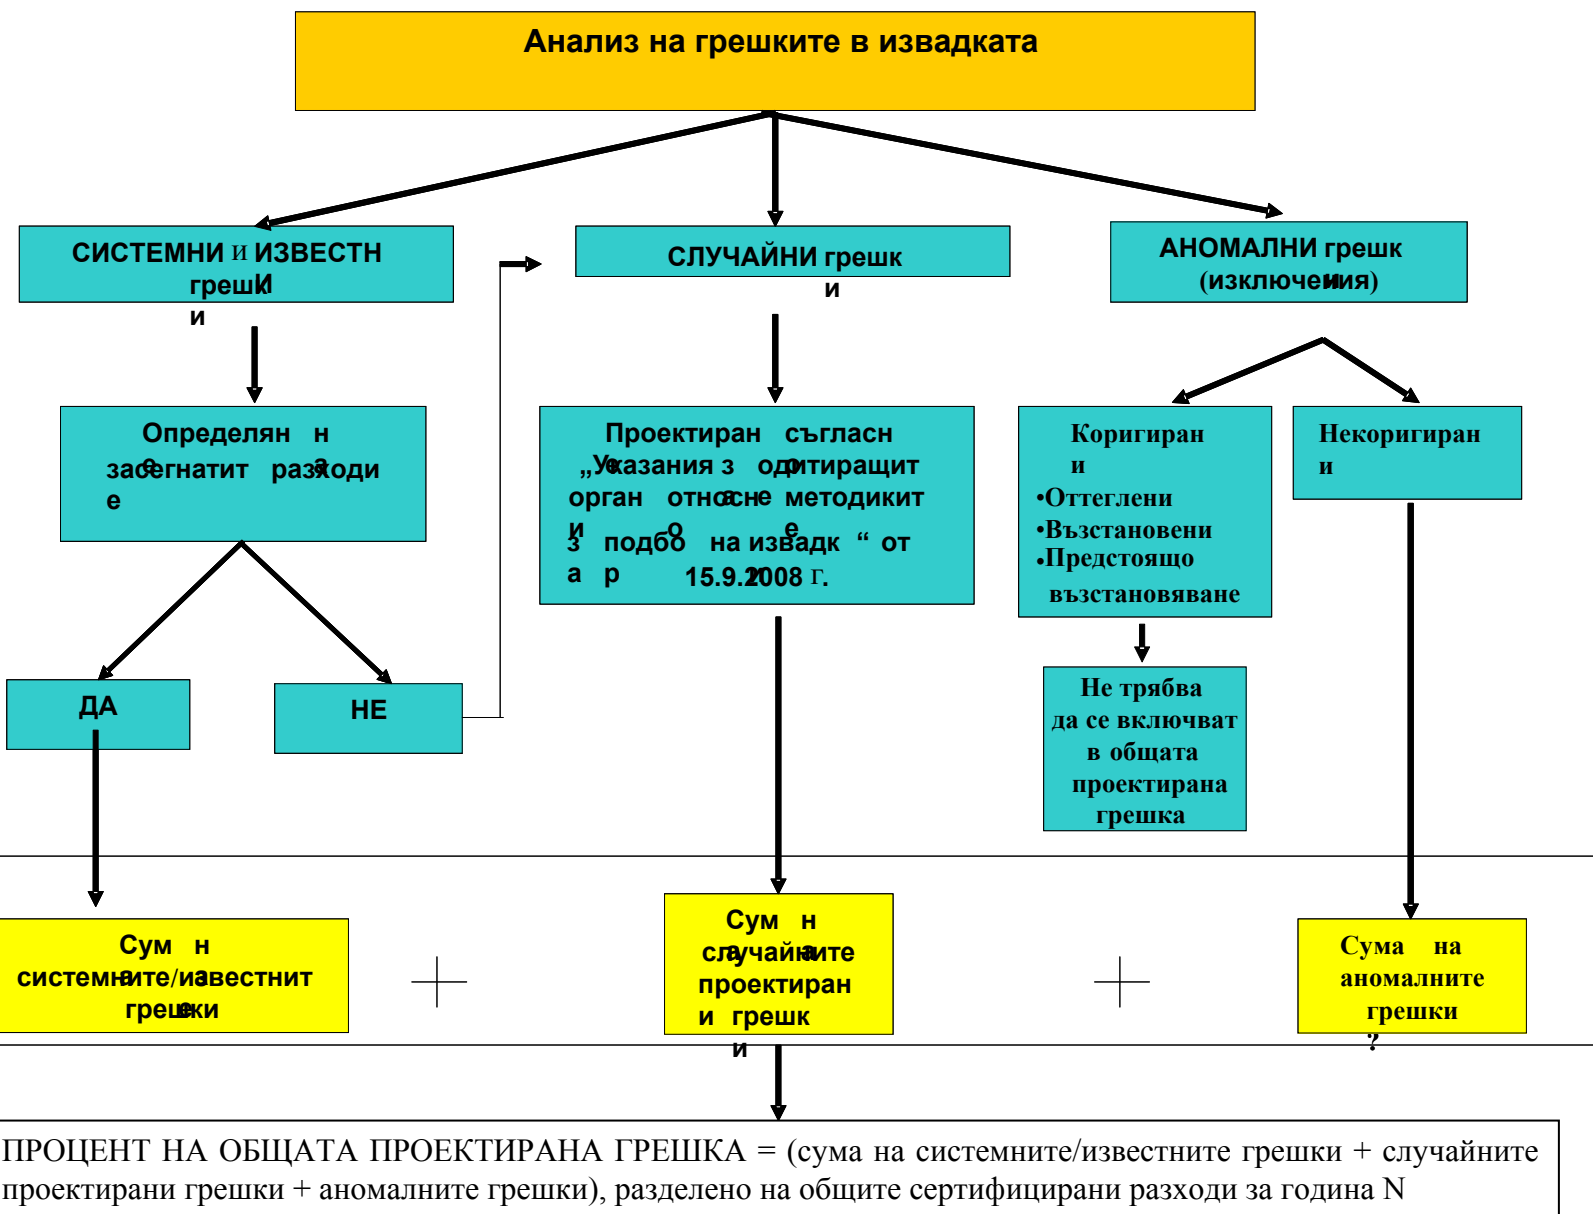 Анализ на грешките в извадката
СИСТЕМНИ и ИЗВЕСТНИ
грешки
СЛУЧАЙНИ грешки
АНОМАЛНИ грешки
(изключения)
Определяне на
засегнатите разходи
Проектиране съгласно
„Указания за одитиращите
органи относно методиките
за подбор на извадки“ от
15.9.2008 г.
Коригирани
•Оттеглени
•Възстановени
•Предстоящо
възстановяване
Некоригирани
ДА
НЕ
Не трябва
да се включват
в общата
проектирана
грешка
Сума на
системните/известните
грешки
+
Сума на
случайните
проектирани
грешки
+
Сума на
аномалните
грешки
?
ПРОЦЕНТ НА ОБЩАТА ПРОЕКТИРАНА ГРЕШКА = (сума на системните/известните грешки + случайните
проектирани грешки + аномалните грешки), разделено на общите сертифицирани разходи за година N